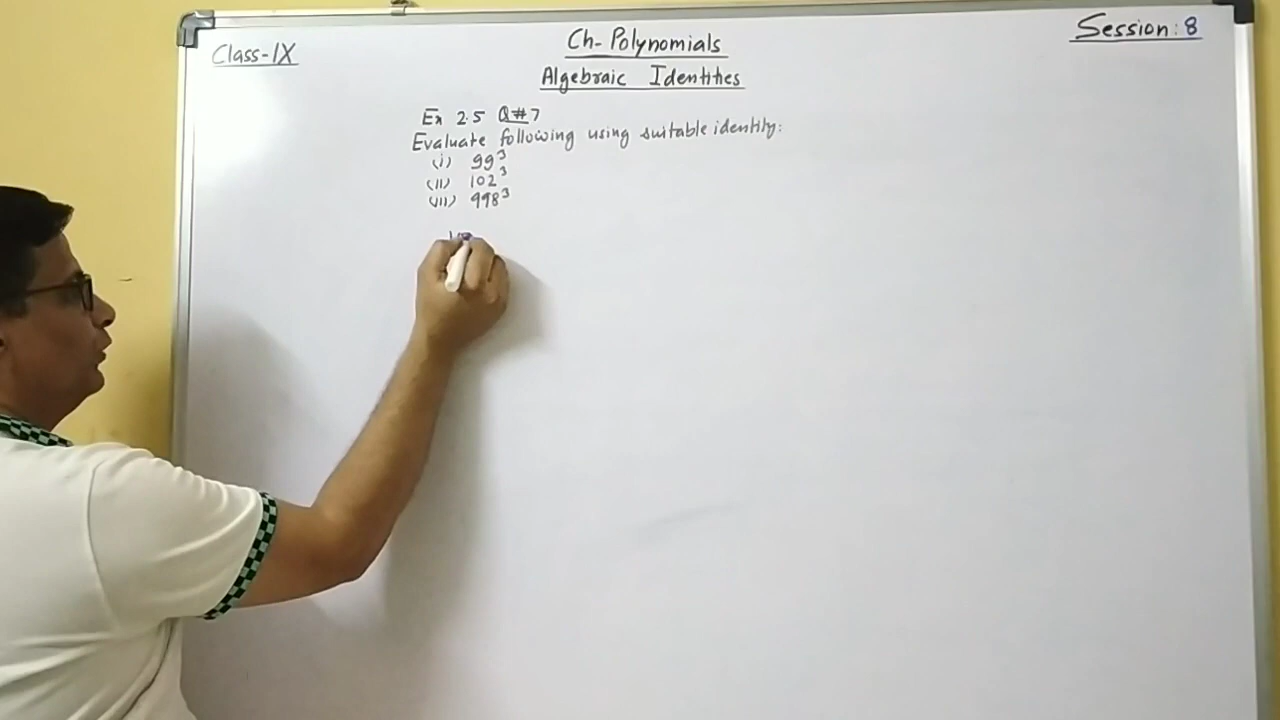 Class-IX
Ch- Polynomials
Session: 8
Algebraic Identities
Ex 2.5 Q#7
Evaluate following using suitable identity:
(i) 99³
(ii) 102³
(iii) 998³